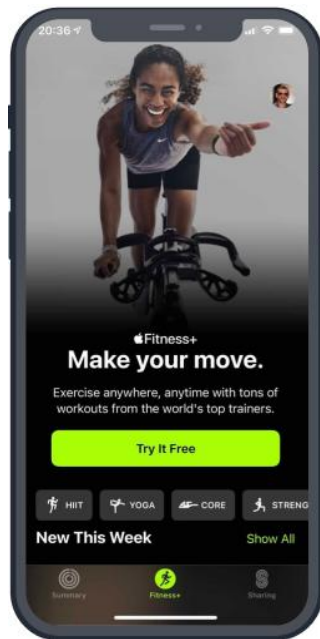 20:36
Fitness+
Make your move.
Exercise anywhere, anytime with tons of
workouts from the world's top trainers.
Try It Free
HIIT
YOGA
CORE
STRENG
New This Week
Show All
Summary
Fitness+
Sharing